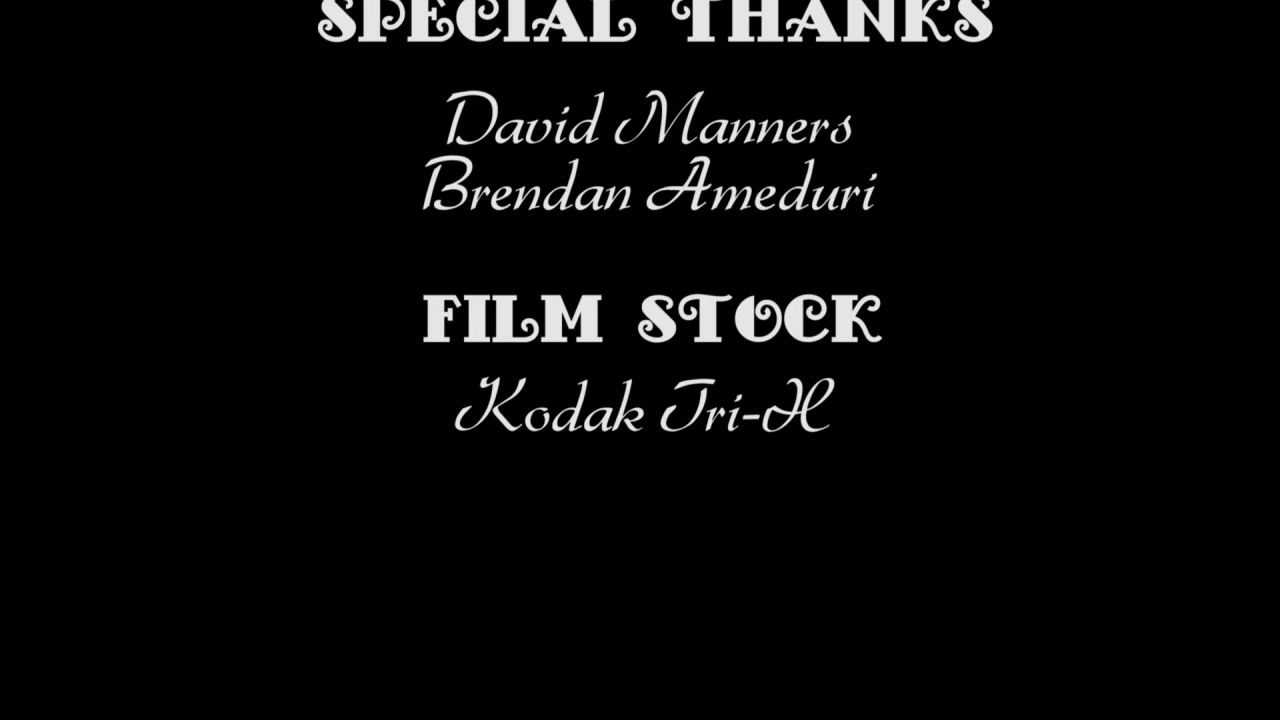 SPECIAL THANKS
David Manners
Brendan Ameduri
FILM STOCK
Kodak Tri-X